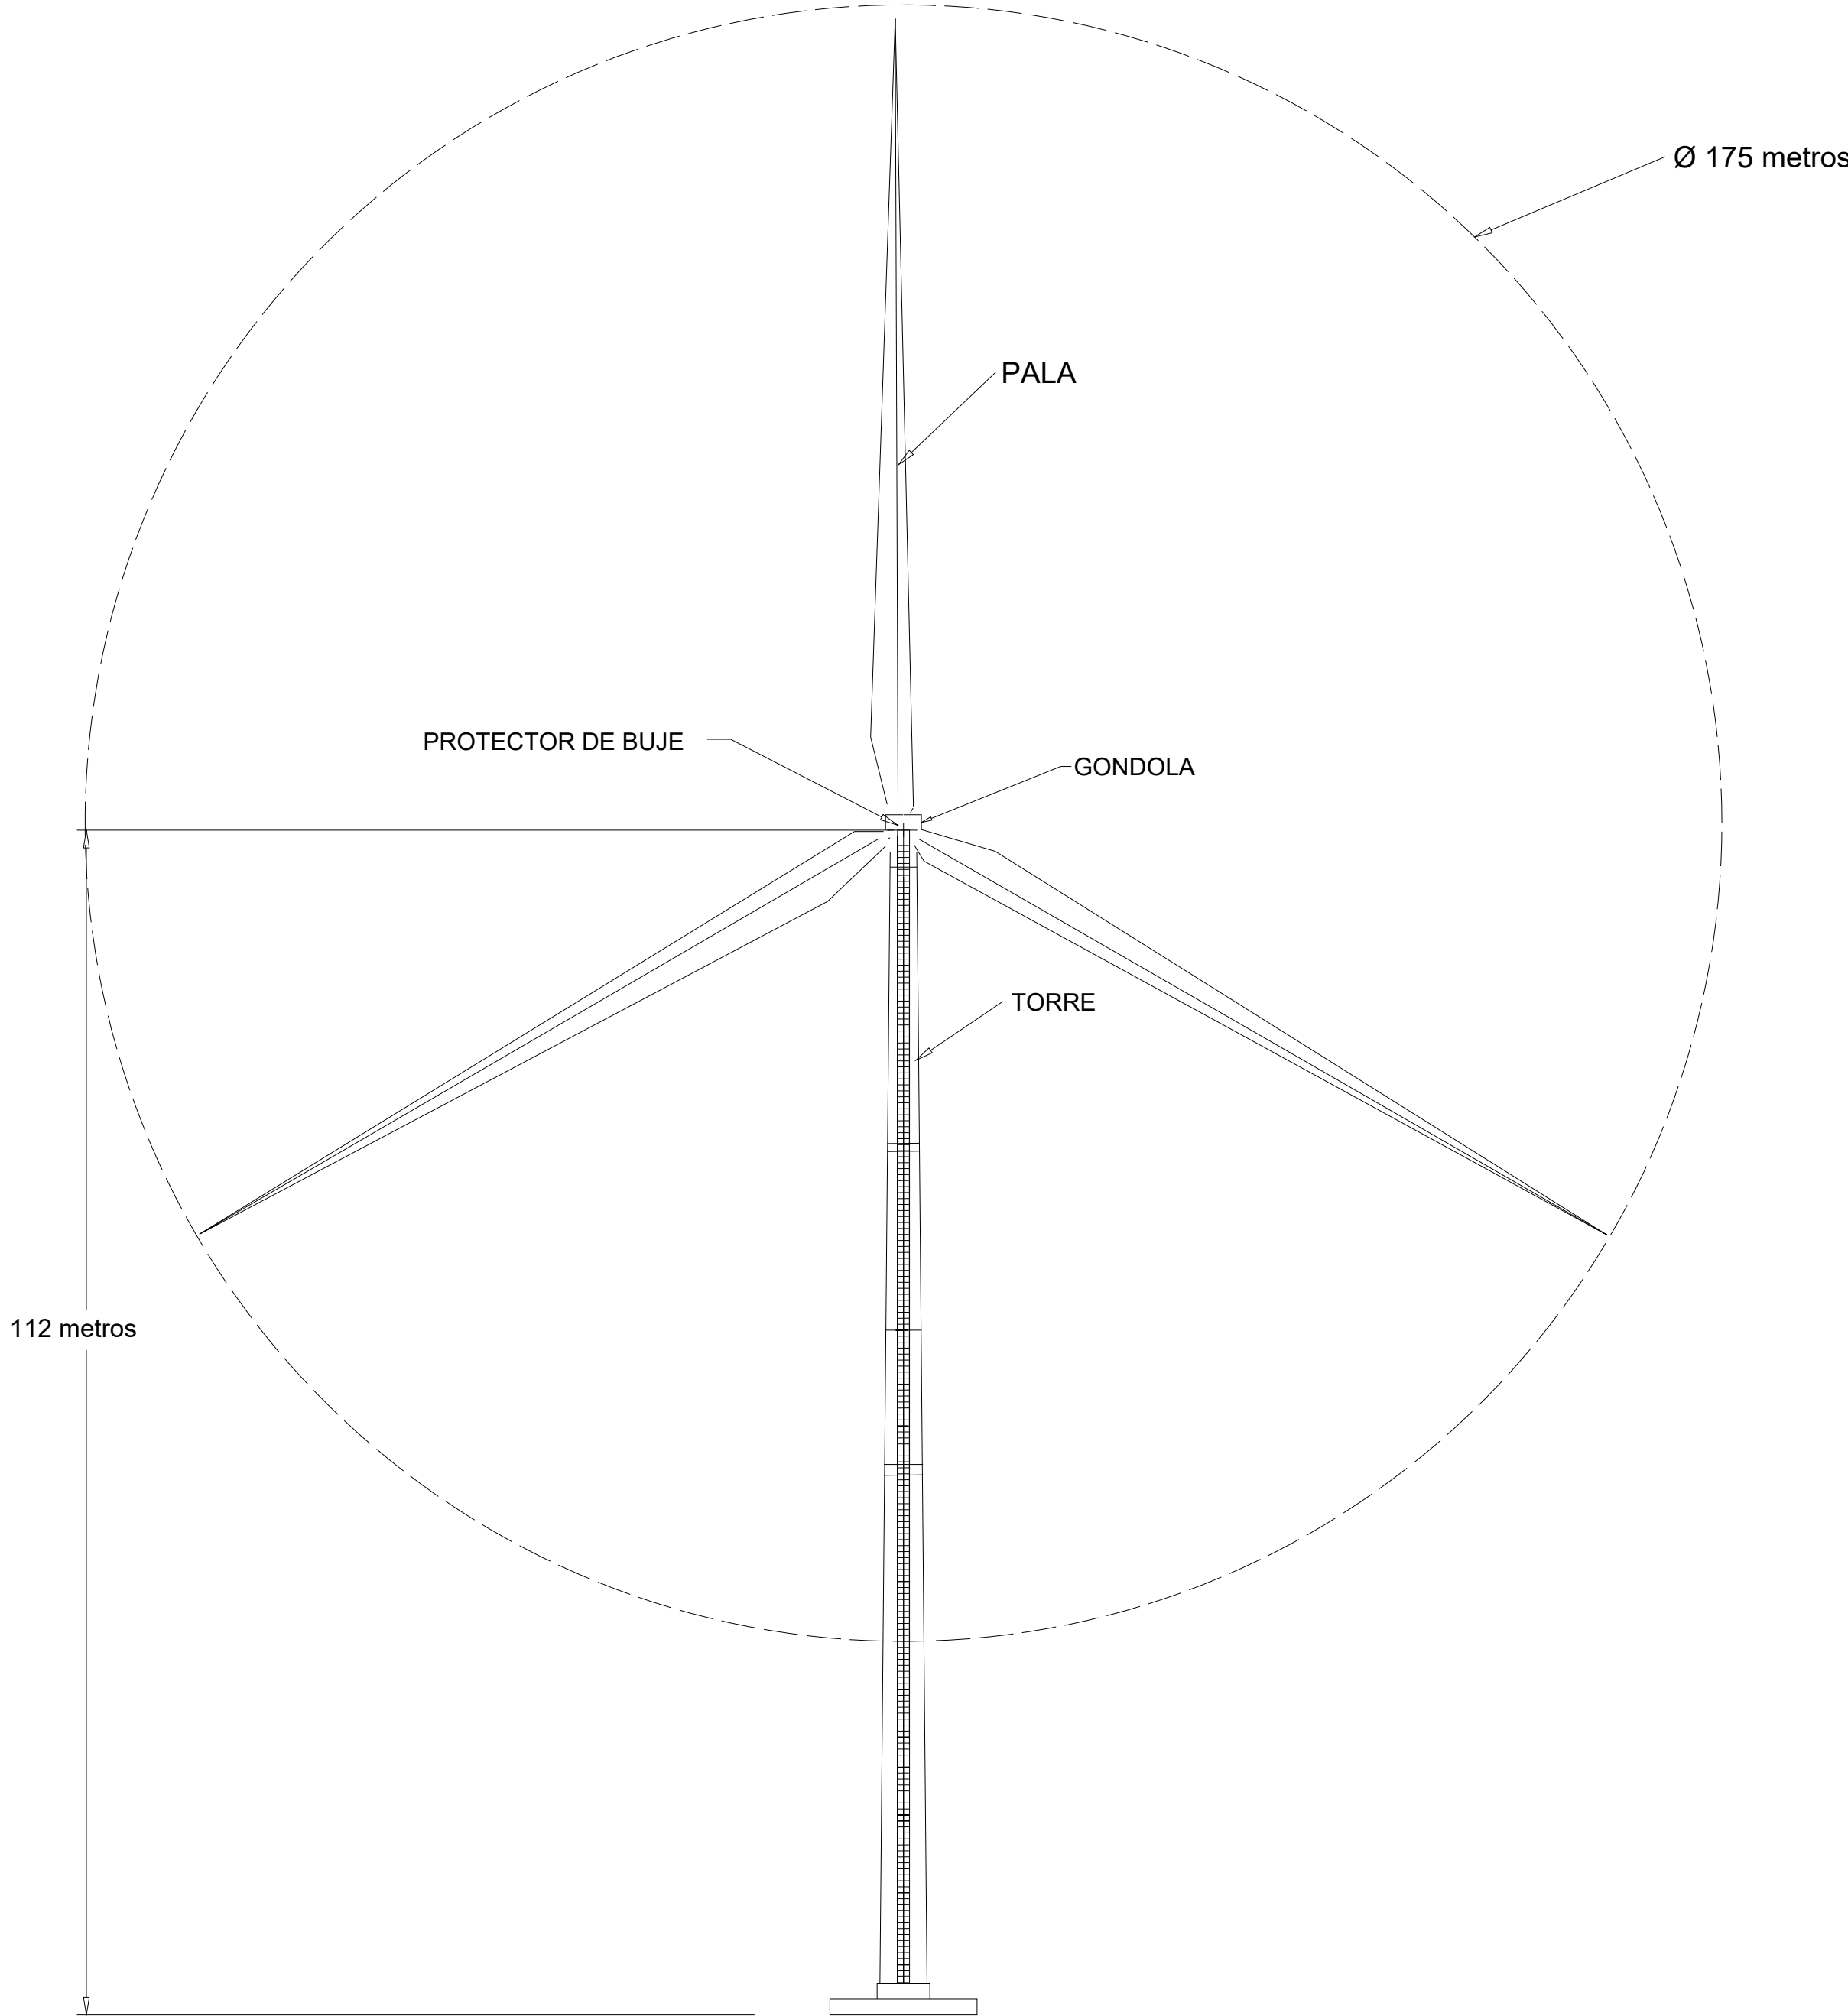 Ø 175 metros
PALA
PROTECTOR DE BUJE
GONDOLA
TORRE
112 metros